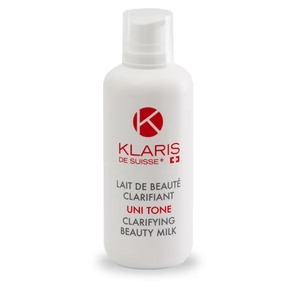 K
KLARIS
DE SUISSE+
LAIT DE BEAUTÉ
CLARIFIANT
UNI TONE
CLARIFYING
BEAUTY MILK